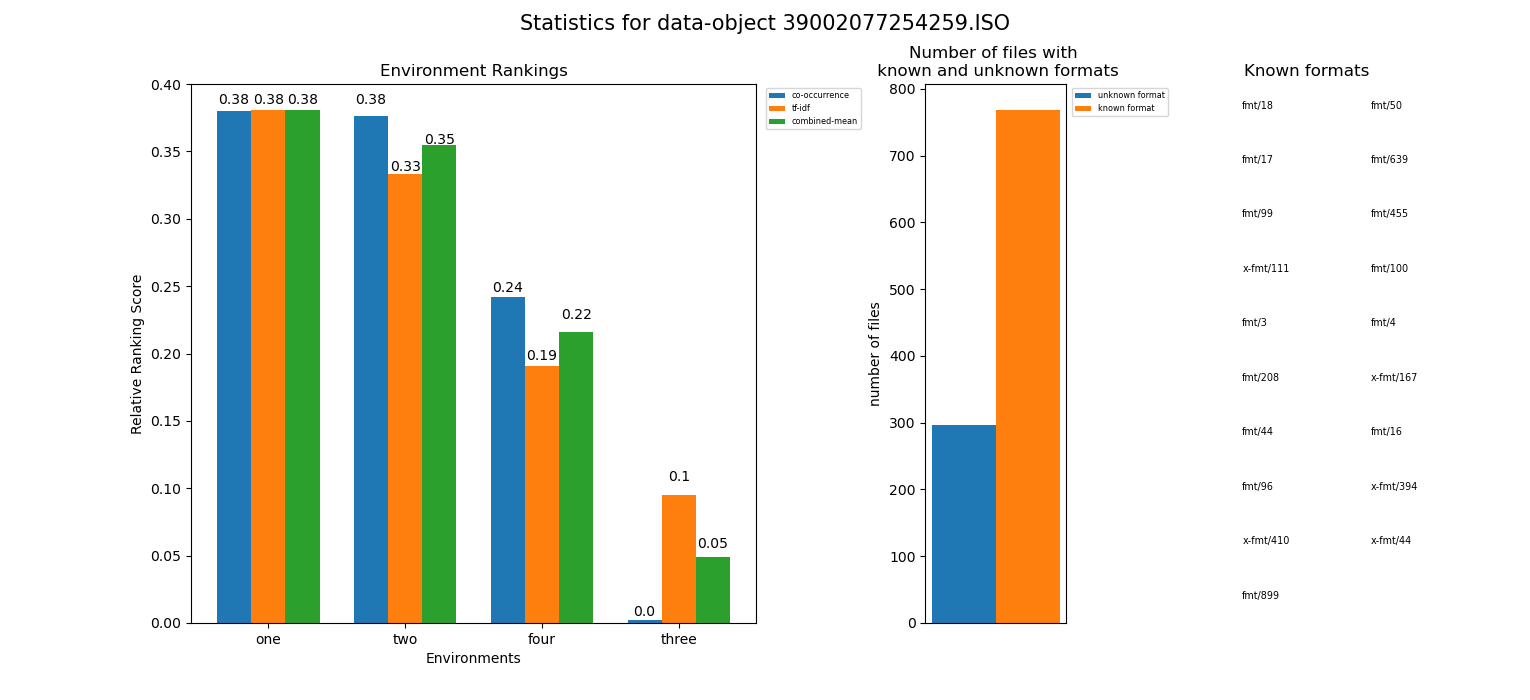 Statistics for data-object 39002077254259.ISO
Environment Rankings
0.40
0.35
0.30
0.25
0.20
0.15
0.10
0.05
0.00
Relative Ranking Score
0.38 0.38 0.38
0.38
0.33
0.35
0.24
0.19
0.22
0.0
0.1
0.05
one two four three
Environments
co-occurrence
tf-idf
combined-mean
Number of files with
known and unknown formats
800
700
600
500
400
300
200
100
0
number of files
unknown format
known format
Known formats
fmt/18 fmt/50
fmt/17 fmt/639
fmt/99 fmt/455
x-fmt/111 fmt/100
fmt/3 fmt/4
fmt/208 x-fmt/167
fmt/44 fmt/16
fmt/96 x-fmt/394
x-fmt/410 x-fmt/44
fmt/899